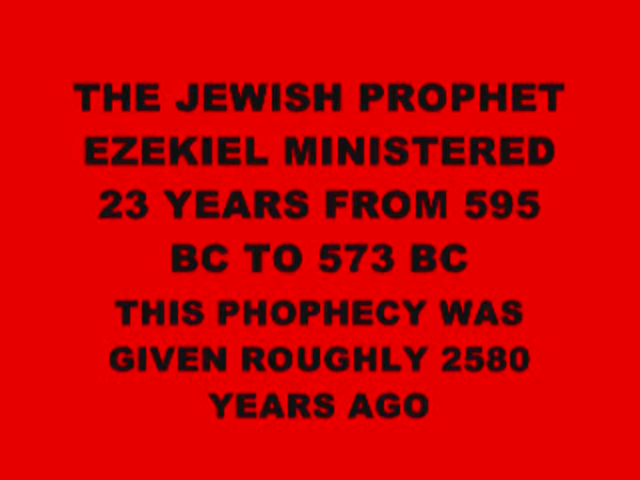 THE JEWISH PROPHET
EZEKIEL MINISTERED
23 YEARS FROM 595
BC TO 573 BC
THIS PHOPHECY WAS
GIVEN ROUGHLY 2580
YEARS AGO